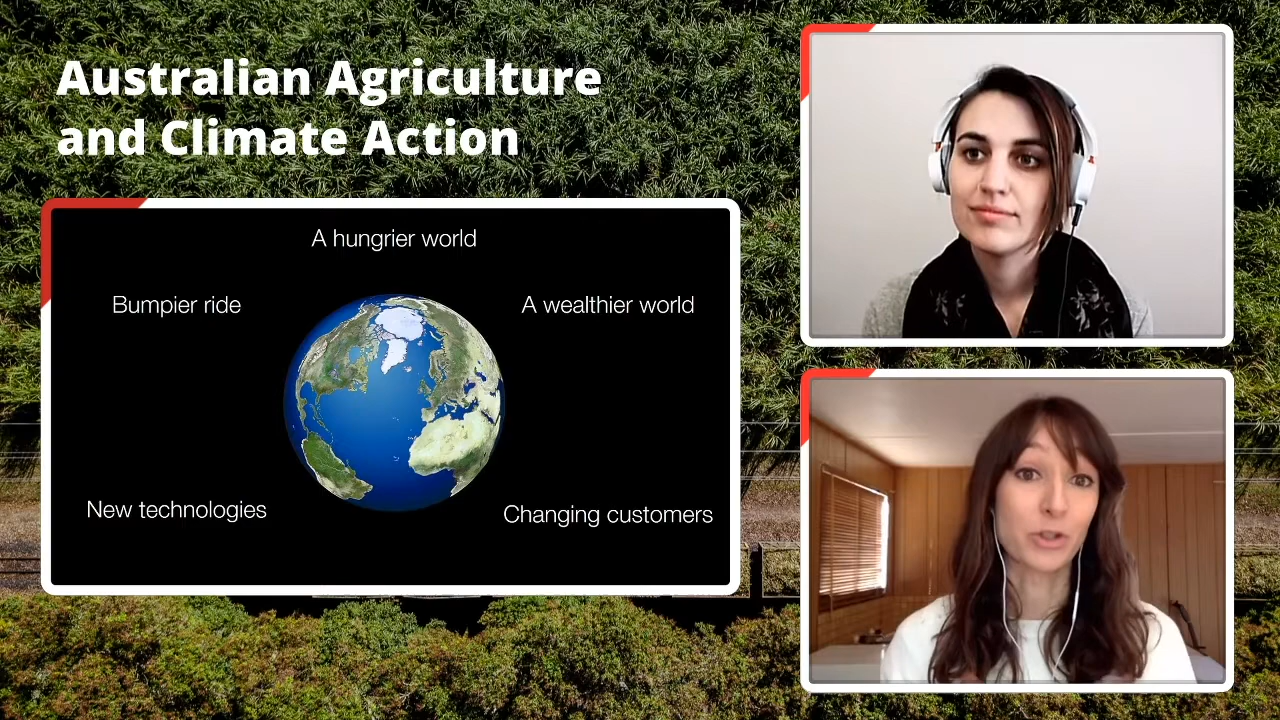 Australian Agriculture
and Climate Action
A hungrier world
Bumpier ride
A wealthier world
New technologies
Changing customers